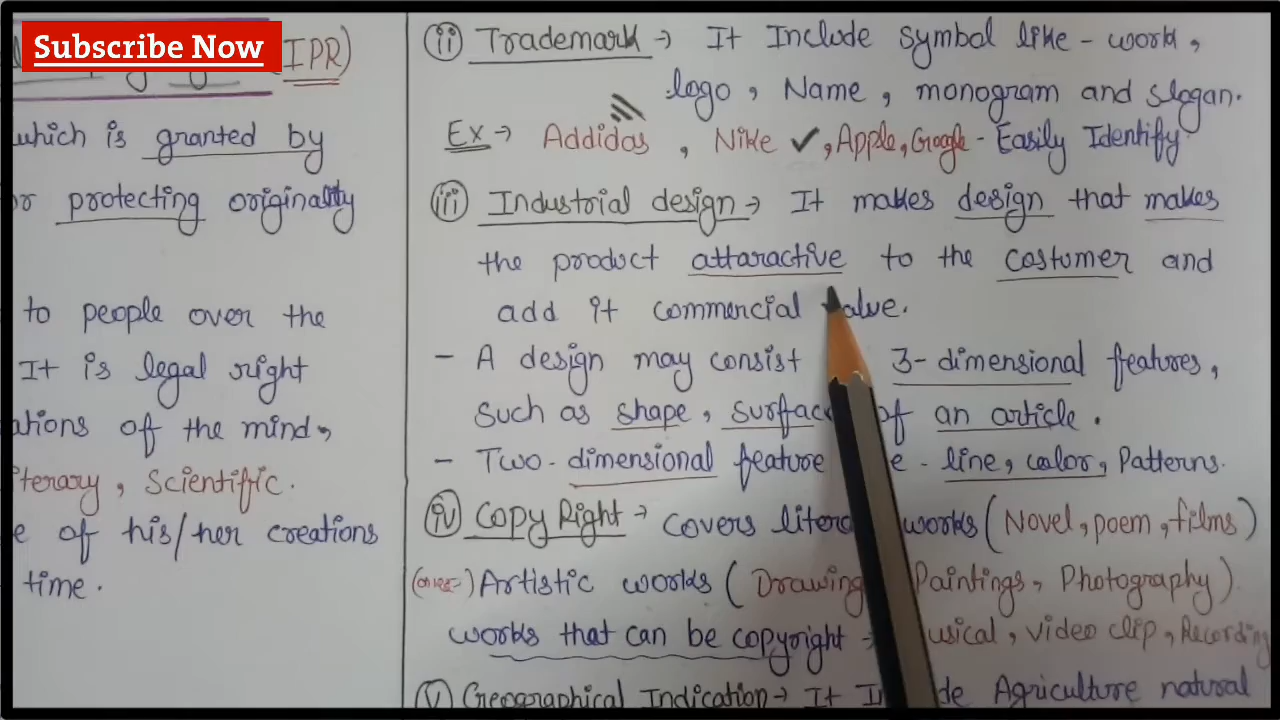 Subscribe Now
(IPR)
which is granted by
or protecting originality
to people over the
It is legal right
ations of the mind,
iterary, Scientific.
e of his/her creations
time.
(ii) Trademark → It Include symbol like - work,
logo, Name, monogram and slogan.
Ex → Addidas, Nike ✓, Apple, Google - Easily Identify
(iii) Industrial design → It makes design that makes
the product attaractive to the costumer and
add it commercial value.
- A design may consist 3-dimensional features,
such as shape, surfac of an article.
- Two-dimensional feature e - line, color, Patterns.
(iv) Copy Right → Covers litera works (Novel, poem, films)
Artistic works (Drawing Paintings, Photography)
works that can be copyright → usical, video clip, Recording
(v) Geographical Indication → It In de Agriculture natural